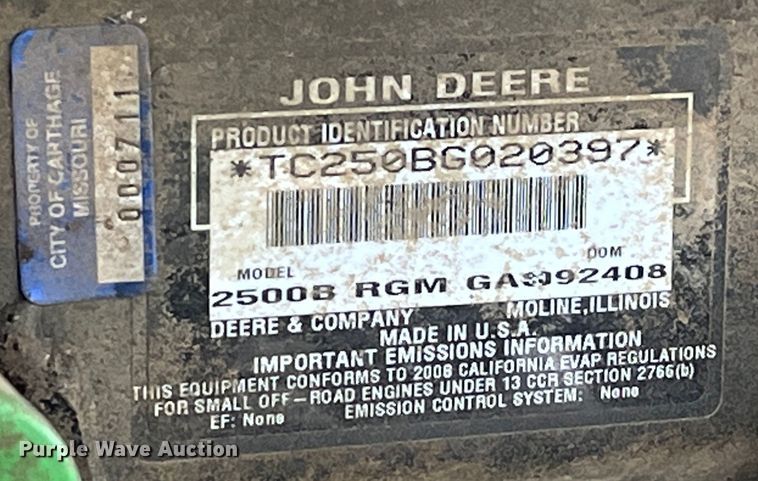 PROPERTY OF
CITY OF CARTHAGE
MISSOURI
000711
JOHN DEERE
PRODUCT IDENTIFICATION NUMBER
*TC250BG020397*
MODEL DOM
2500B RGM 092408
DEERE & COMPANY MOLINE, ILLINOIS
MADE IN U.S.A.
IMPORTANT EMISSIONS INFORMATION
THIS EQUIPMENT CONFORMS TO 2008 CALIFORNIA EVAP REGULATIONS
FOR SMALL OFF-ROAD ENGINES UNDER 13 CCR SECTION 2766(b)
EF: None EMISSION CONTROL SYSTEM: None
Purple Wave Auction